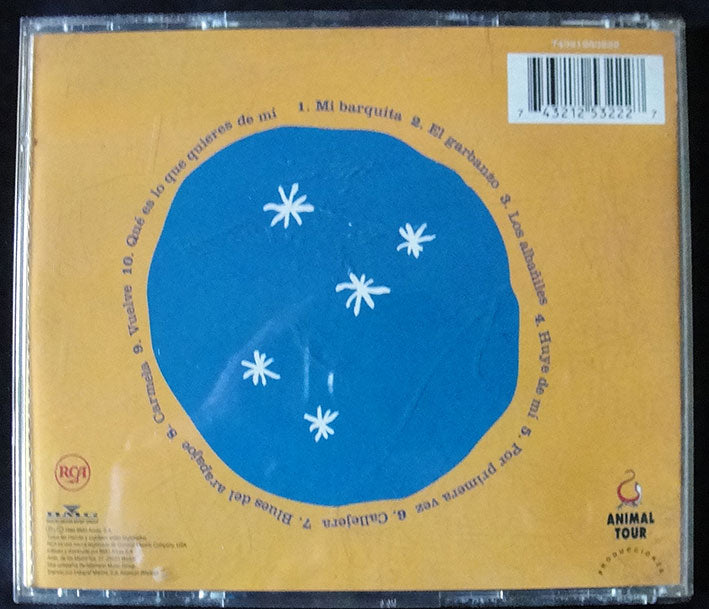 7 43212 53222 7
1. Mi barquita 2. El garbanzo 3. Los albañiles 4. Huye de mí 5. Por primera vez 6. Callejera 7. Blues del arapajoe 8. Carmela 9. Vuelve 10. Qué es lo que quieres de mí
RCA
BMG
ANIMAL
TOUR
PRODUCCIONES